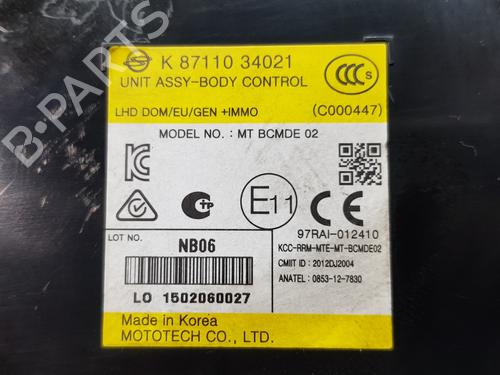 K 87110 34021
UNIT ASSY-BODY CONTROL
CCC S
LHD DOM/EU/GEN +IMMO
(C000447)
MODEL NO. : MT BCMDE 02
E11
CE
97RAI-012410
LOT NO.
NB06
KCC-RRM-MTE-MT-BCMDE02
CMIIT ID : 2012DJ2004
ANATEL : 0853-12-7830
LO 1502060027
Made in Korea
MOTOTECH CO., LTD.
B-PARTS